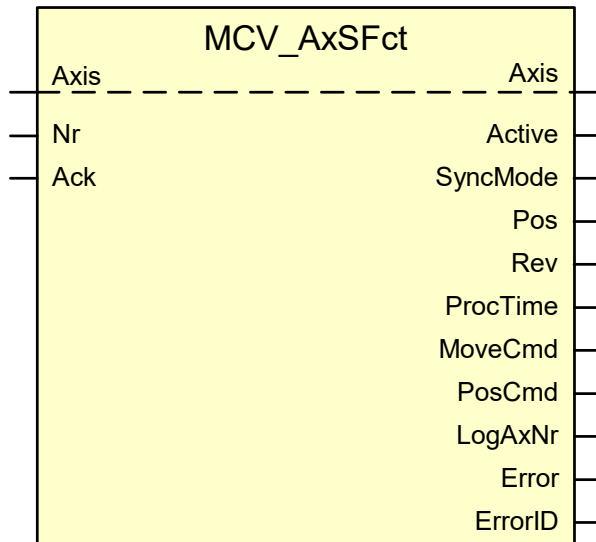 MCV_AxSFct
Axis Axis
Nr Active
Ack SyncMode
Pos
Rev
ProcTime
MoveCmd
PosCmd
LogAxNr
Error
ErrorID